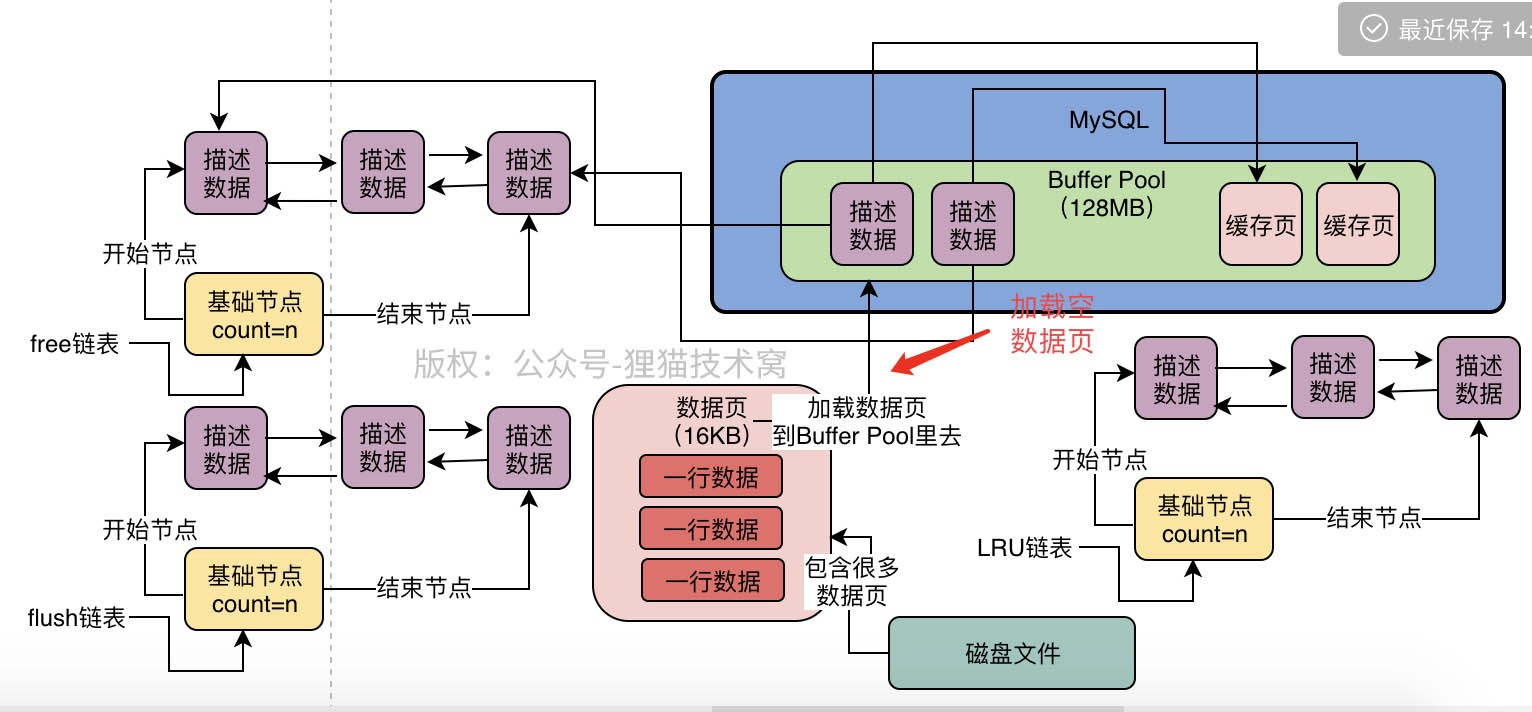 最近保存 14:
MySQL
Buffer Pool
（128MB）
描述
数据
描述
数据
缓存页
缓存页
描述
数据
描述
数据
描述
数据
开始节点
基础节点
count=n
结束节点
free链表
加载空
数据页
版权：公众号-狸猫技术窝
数据页
（16KB）
加载数据页
到Buffer Pool里去
一行数据
一行数据
一行数据
包含很多
数据页
磁盘文件
描述
数据
描述
数据
描述
数据
开始节点
基础节点
count=n
结束节点
flush链表
描述
数据
描述
数据
描述
数据
开始节点
基础节点
count=n
结束节点
LRU链表